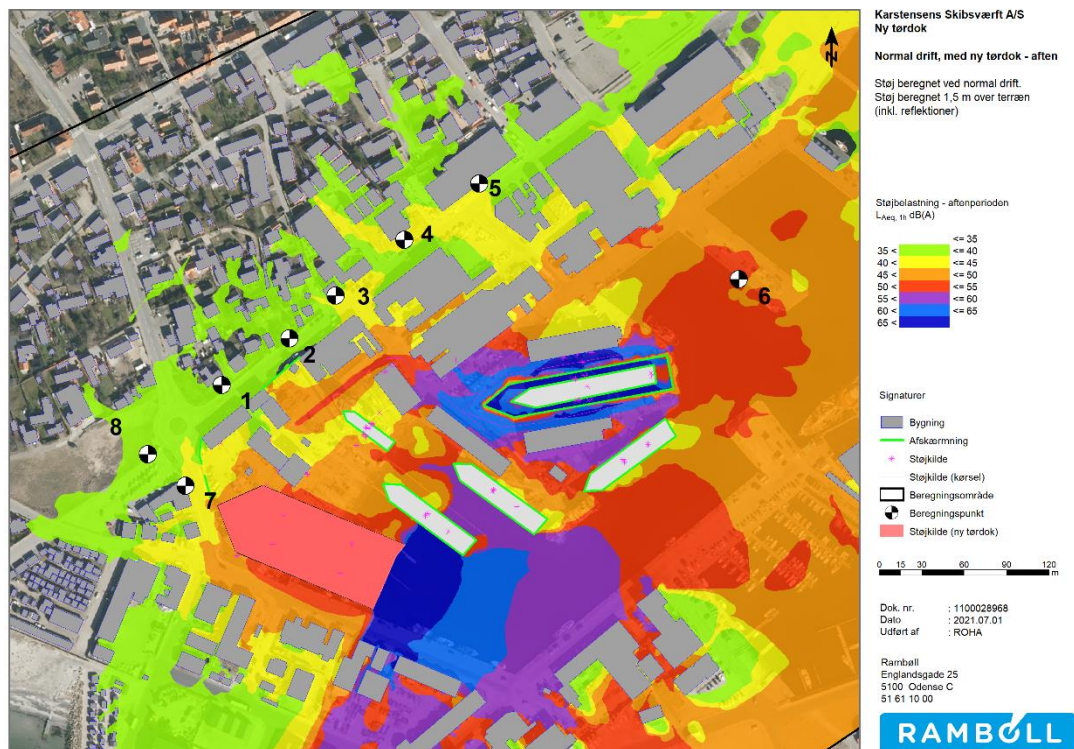 Karstensens Skibsværft A/S
Ny tørdok
Normal drift, med ny tørdok - aften
Støj beregnet ved normal drift.
Støj beregnet 1,5 m over terræn
(inkl. reflektioner)
N
Støjbelastning - aftenperioden
LAeq, 1h dB(A)
<= 35
35 < <= 40
40 < <= 45
45 < <= 50
50 < <= 55
55 < <= 60
60 < <= 65
65 <
Signaturer
Bygning
Afskærmning
Støjkilde
Støjkilde (kørsel)
Beregningsområde
Beregningspunkt
Støjkilde (ny tørdok)
0 15 30 60 90 120
m
Dok. nr. : 1100028968
Dato : 2021.07.01
Udført af : ROHA
Rambøll
Englandsgade 25
5100 Odense C
51 61 10 00
RAMBOLL
5
4
3
6
2
1
8
7